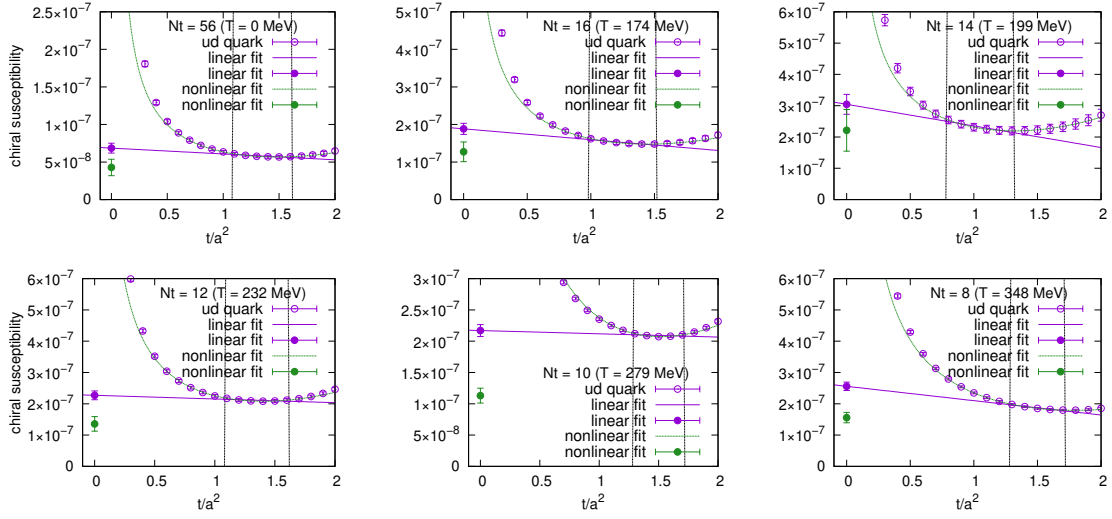 Nt = 56 (T = 0 MeV)
ud quark
linear fit
linear fit
nonlinear fit
nonlinear fit
chiral susceptibility
2.5×10⁻⁷
2×10⁻⁷
1.5×10⁻⁷
1×10⁻⁷
5×10⁻⁸
0
0 0.5 1 1.5 2
t/a²
Nt = 16 (T = 174 MeV)
ud quark
linear fit
linear fit
nonlinear fit
nonlinear fit
5×10⁻⁷
4×10⁻⁷
3×10⁻⁷
2×10⁻⁷
1×10⁻⁷
0
0 0.5 1 1.5 2
t/a²
Nt = 14 (T = 199 MeV)
ud quark
linear fit
linear fit
nonlinear fit
nonlinear fit
6×10⁻⁷
5×10⁻⁷
4×10⁻⁷
3×10⁻⁷
2×10⁻⁷
1×10⁻⁷
0
0 0.5 1 1.5 2
t/a²
Nt = 12 (T = 232 MeV)
ud quark
linear fit
linear fit
nonlinear fit
nonlinear fit
chiral susceptibility
6×10⁻⁷
5×10⁻⁷
4×10⁻⁷
3×10⁻⁷
2×10⁻⁷
1×10⁻⁷
0
0 0.5 1 1.5 2
t/a²
3×10⁻⁷
2×10⁻⁷
2×10⁻⁷
1×10⁻⁷
5×10⁻⁸
0
Nt = 10 (T = 279 MeV)
ud quark
linear fit
linear fit
nonlinear fit
nonlinear fit
0 0.5 1 1.5 2
t/a²
Nt = 8 (T = 348 MeV)
ud quark
linear fit
linear fit
nonlinear fit
nonlinear fit
6×10⁻⁷
5×10⁻⁷
4×10⁻⁷
3×10⁻⁷
2×10⁻⁷
1×10⁻⁷
0
0 0.5 1 1.5 2
t/a²